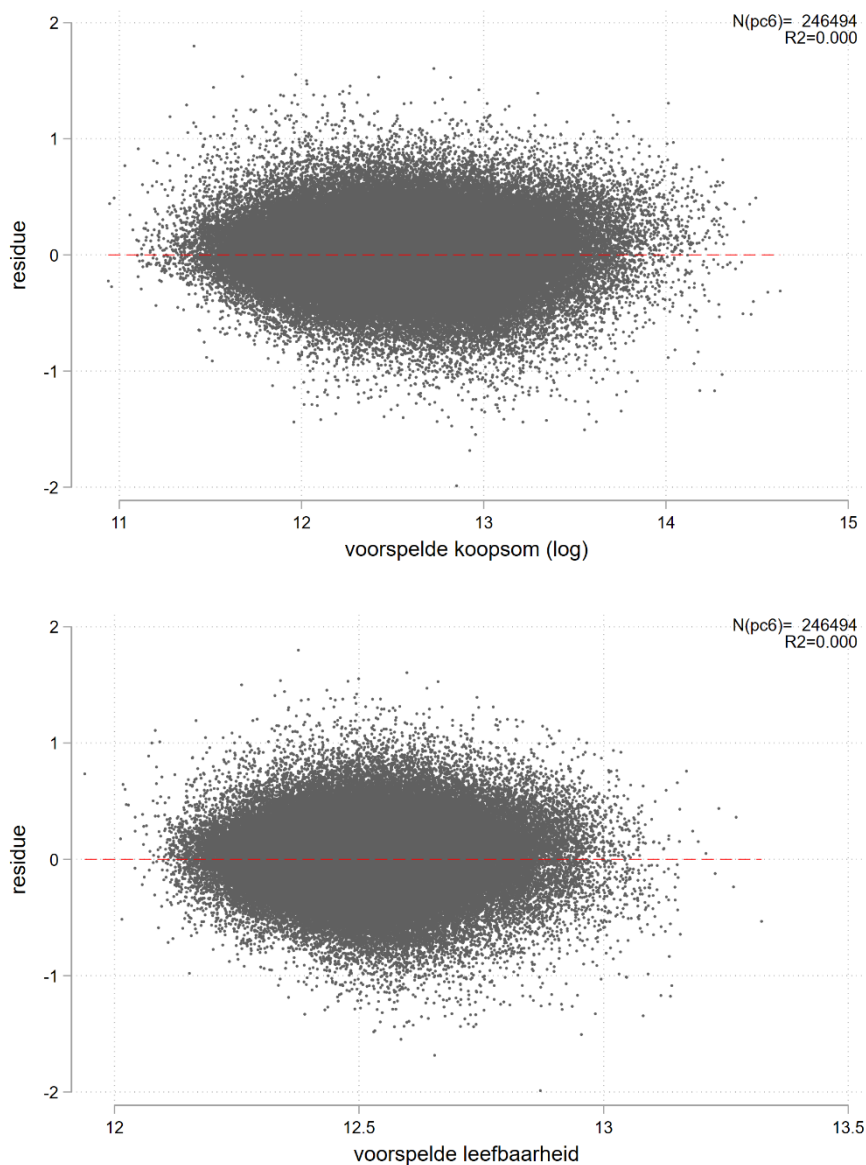 2
N(pc6)= 246494
R2=0.000
1
residue
0
-1
-2
11 12 13 14 15
voorspelde koopsom (log)
2
N(pc6)= 246494
R2=0.000
1
residue
0
-1
-2
12 12.5 13 13.5
voorspelde leefbaarheid